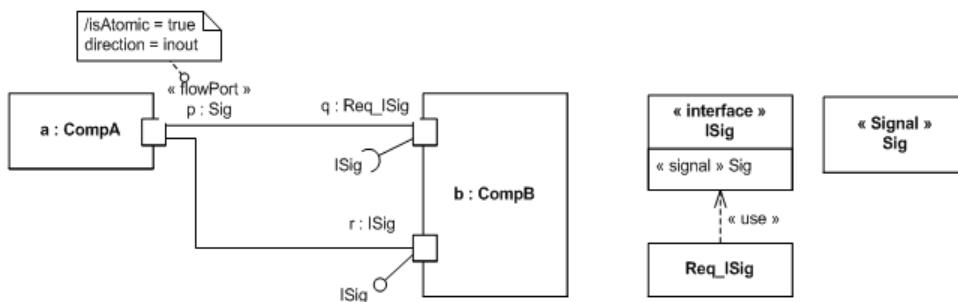 /isAtomic = true
direction = inout
« flowPort »
p : Sig
q : Req_ISig
a : CompA
ISig
b : CompB
r : ISig
ISig
« interface »
ISig
« signal » Sig
« use »
Req_ISig
« Signal »
Sig